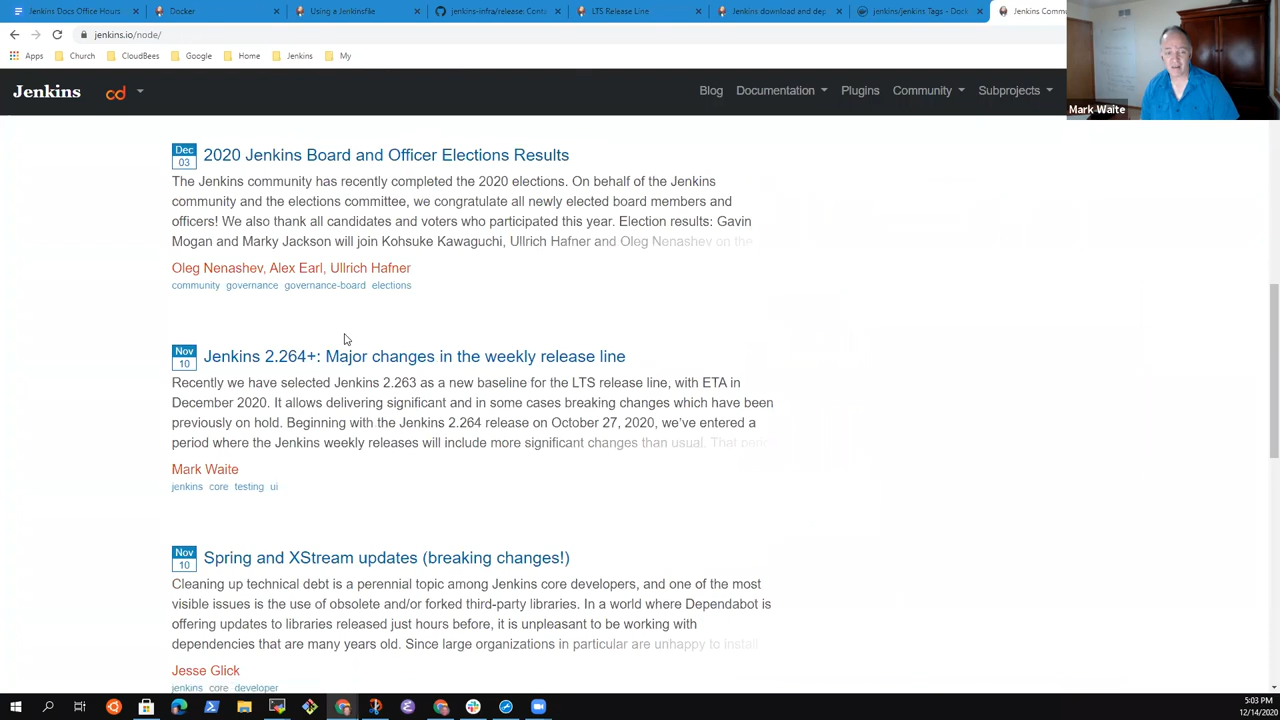 Jenkins Docs Office Hours
Docker
Using a Jenkinsfile
jenkins-infra/release: Conta
LTS Release Line
Jenkins download and dep
jenkins/jenkins Tags - Dock
Jenkins Comm
jenkins.io/node/
Apps Church CloudBees Google Home Jenkins My
Jenkins cd Blog Documentation Plugins Community Subprojects
Mark Waite
Dec 03 2020 Jenkins Board and Officer Elections Results
The Jenkins community has recently completed the 2020 elections. On behalf of the Jenkins
community and the elections committee, we congratulate all newly elected board members and
officers! We also thank all candidates and voters who participated this year. Election results: Gavin
Mogan and Marky Jackson will join Kohsuke Kawaguchi, Ullrich Hafner and Oleg Nenashev on the
Oleg Nenashev, Alex Earl, Ullrich Hafner
community governance governance-board elections
Nov 10 Jenkins 2.264+: Major changes in the weekly release line
Recently we have selected Jenkins 2.263 as a new baseline for the LTS release line, with ETA in
December 2020. It allows delivering significant and in some cases breaking changes which have been
previously on hold. Beginning with the Jenkins 2.264 release on October 27, 2020, we've entered a
period where the Jenkins weekly releases will include more significant changes than usual. That
Mark Waite
jenkins core testing ui
Nov 10 Spring and XStream updates (breaking changes!)
Cleaning up technical debt is a perennial topic among Jenkins core developers, and one of the most
visible issues is the use of obsolete and/or forked third-party libraries. In a world where Dependabot is
offering updates to libraries released just hours before, it is unpleasant to be working with
dependencies that are many years old. Since large organizations in particular are unhappy to install
Jesse Glick
jenkins core developer
5:03 PM
12/14/2020